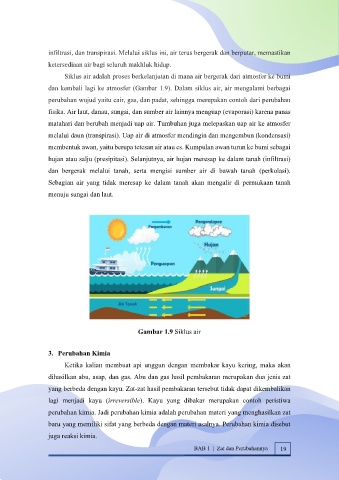 infiltrasi, dan transpirasi. Melalui siklus ini, air terus bergerak dan berputar, memastikan
ketersediaan air bagi seluruh makhluk hidup.
Siklus air adalah proses berkelanjutan di mana air bergerak dari atmosfer ke bumi
dan kembali lagi ke atmosfer (Gambar 1.9). Dalam siklus air, air mengalami berbagai
perubahan wujud yaitu cair, gas, dan padat, sehingga merupakan contoh dari perubahan
fisika. Air laut, danau, sungai, dan sumber air lainnya menguap (evaporasi) karena panas
matahari dan berubah menjadi uap air. Tumbuhan juga melepaskan uap air ke atmosfer
melalui daun (transpirasi). Uap air di atmosfer mendingin dan mengembun (kondensasi)
membentuk awan, yaitu berupa tetesan air atau es. Kumpulan awan turun ke bumi sebagai
hujan atau salju (presipitasi). Selanjutnya, air hujan meresap ke dalam tanah (infiltrasi)
dan bergerak melalui tanah, serta mengisi sumber air di bawah tanah (perkolasi).
Sebagian air yang tidak meresap ke dalam tanah akan mengalir di permukaan tanah
menuju sungai dan laut.
Pengembunan
Pengendapan
Hujan
Penguapan
Sungai
Air Tanah
Gambar 1.9 Siklus air
3. Perubahan Kimia
Ketika kalian membuat api unggun dengan membakar kayu kering, maka akan
dihasilkan abu, asap, dan gas. Abu dan gas hasil pembakaran merupakan dua jenis zat
yang berbeda dengan kayu. Zat-zat hasil pembakaran tersebut tidak dapat dikembalikan
lagi menjadi kayu (irreversible). Kayu yang dibakar merupakan contoh peristiwa
perubahan kimia. Jadi perubahan kimia adalah perubahan materi yang menghasilkan zat
baru yang memiliki sifat yang berbeda dengan materi asalnya. Perubahan kimia disebut
juga reaksi kimia.
BAB 1 | Zat dan Perubahannya 19